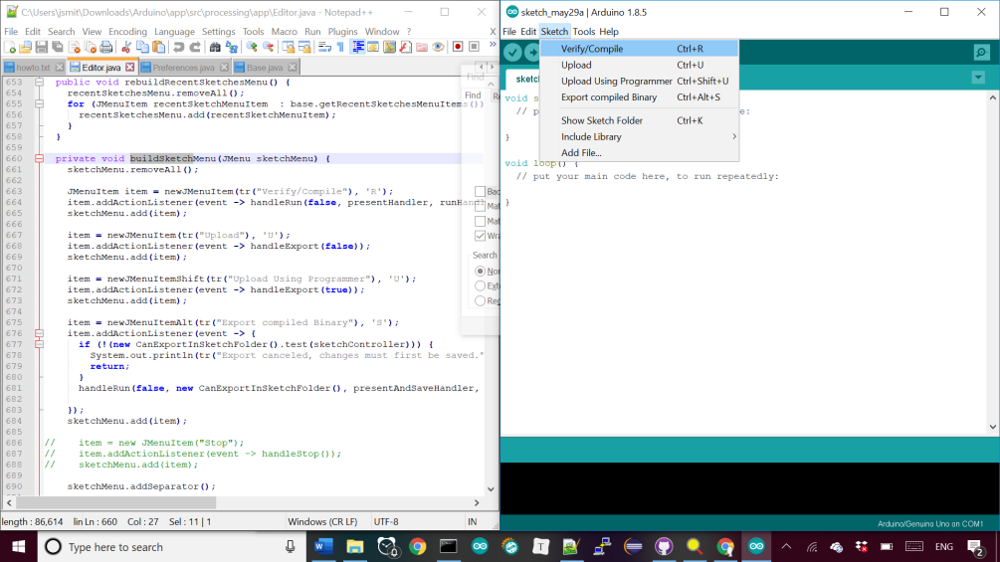 C:\Users\jsmit\Downloads\Arduino\app\src\processing\app\Editor.java - Notepad++
File Edit Search View Encoding Language Settings Tools Macro Run Plugins Window ?
howto.txt Editor.java Preferences.java Base.java
653 public void rebuildRecentSketchesMenu() {
654 recentSketchesMenu.removeAll();
655 for (JMenuItem recentSketchMenuItem : base.getRecentSketchesMenuItems())
656 recentSketchesMenu.add(recentSketchMenuItem);
657 }
658 }
659
660 private void buildSketchMenu(JMenu sketchMenu) {
661 sketchMenu.removeAll();
662
663 JMenuItem item = newJMenuItem(tr("Verify/Compile"), 'R');
664 item.addActionListener(event -> handleRun(false, presentHandler, runHandl
665 sketchMenu.add(item);
666
667 item = newJMenuItem(tr("Upload"), 'U');
668 item.addActionListener(event -> handleExport(false));
669 sketchMenu.add(item);
670
671 item = newJMenuItemShift(tr("Upload Using Programmer"), 'U');
672 item.addActionListener(event -> handleExport(true));
673 sketchMenu.add(item);
674
675 item = newJMenuItemAlt(tr("Export compiled Binary"), 'S');
676 item.addActionListener(event -> {
677 if (!(new CanExportInSketchFolder().test(sketchController))) {
678 System.out.println(tr("Export canceled, changes must first be saved."
679 return;
680 }
681 handleRun(false, new CanExportInSketchFolder(), presentAndSaveHandler,
682
683 });
684 sketchMenu.add(item);
685
686 // item = new JMenuItem("Stop");
687 // item.addActionListener(event -> handleStop());
688 // sketchMenu.add(item);
689
690 sketchMenu.addSeparator();
Find
Find Re
Bac
Mat
Mat
Wra
Search
Nor
Exte
Reg
length : 86,614 lin Ln : 660 Col : 27 Sel : 11 | 1 Windows (CR LF) UTF-8 IN
sketch_may29a | Arduino 1.8.5
File Edit Sketch Tools Help
sketc
Verify/Compile Ctrl+R
Upload Ctrl+U
Upload Using Programmer Ctrl+Shift+U
Export compiled Binary Ctrl+Alt+S
Show Sketch Folder Ctrl+K
Include Library
Add File...
void s
// p e:
}
void loop() {
// put your main code here, to run repeatedly:
}
Arduino/Genuino Uno on COM1
Type here to search
ENG
2